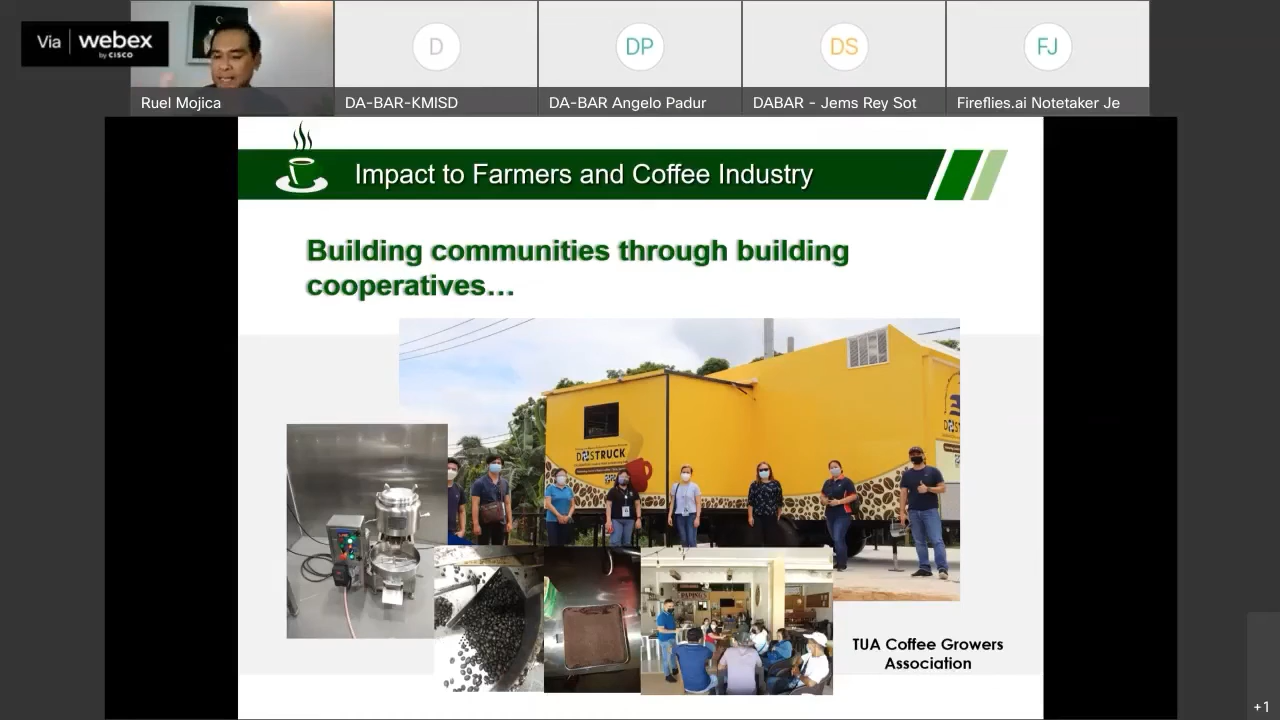 Via webex
by CISCO
Ruel Mojica
D
DA-BAR-KMISD
DP
DA-BAR Angelo Padur
DS
DABAR - Jems Rey Sot
FJ
Fireflies.ai Notetaker Je
Impact to Farmers and Coffee Industry
Building communities through building
cooperatives…
TUA Coffee Growers
Association
+1